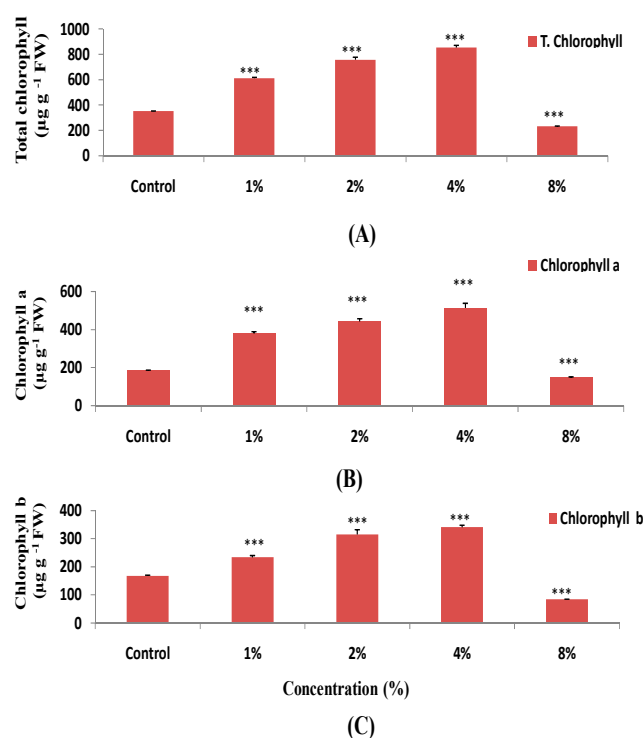 Total chlorophyll
(µg g⁻¹ FW)
1000
800
600
400
200
0
***
***
***
***
T. Chlorophyll
Control 1% 2% 4% 8%
(A)
Chlorophyll a
(µg g⁻¹ FW)
600
400
200
0
***
***
***
***
Chlorophyll a
Control 1% 2% 4% 8%
(B)
Chlorophyll b
(µg g⁻¹ FW)
400
300
200
100
0
***
***
***
***
Chlorophyll b
Control 1% 2% 4% 8%
Concentration (%)
(C)